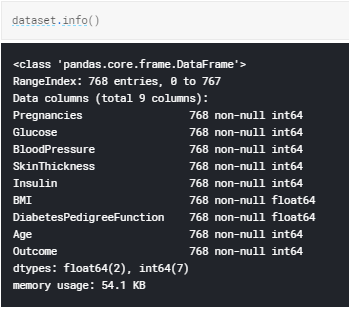 dataset.info()
<class 'pandas.core.frame.DataFrame'>
RangeIndex: 768 entries, 0 to 767
Data columns (total 9 columns):
Pregnancies                 768 non-null int64
Glucose                     768 non-null int64
BloodPressure               768 non-null int64
SkinThickness               768 non-null int64
Insulin                     768 non-null int64
BMI                         768 non-null float64
DiabetesPedigreeFunction    768 non-null float64
Age                         768 non-null int64
Outcome                     768 non-null int64
dtypes: float64(2), int64(7)
memory usage: 54.1 KB